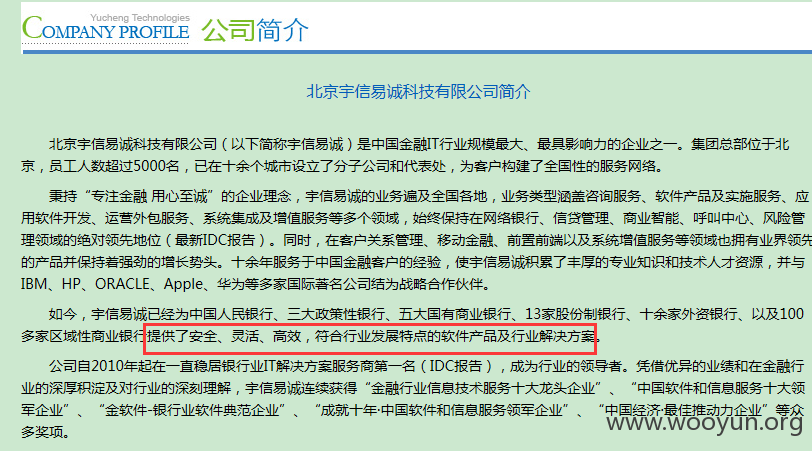 Yucheng Technologies
COMPANY PROFILE 公司简介
北京宇信易诚科技有限公司简介
北京宇信易诚科技有限公司（以下简称宇信易诚）是中国金融IT行业规模最大、最具影响力的企业之一。集团总部位于北
京，员工人数超过5000名，已在十余个城市设立了分子公司和代表处，为客户构建了全国性的服务网络。
秉持“专注金融 用心至诚”的企业理念，宇信易诚的业务遍及全国各地，业务类型涵盖咨询服务、软件产品及实施服务、应
用软件开发、运营外包服务、系统集成及增值服务等多个领域，始终保持在网络银行、信贷管理、商业智能、呼叫中心、风险管
理领域的绝对领先地位（最新IDC报告）。同时，在客户关系管理、移动金融、前置前端以及系统增值服务等领域也拥有业界领先
的产品并保持着强劲的增长势头。十余年服务于中国金融客户的经验，使宇信易诚积累了丰厚的专业知识和技术人才资源，并与
IBM、HP、ORACLE、Apple、华为等多家国际著名公司结为战略合作伙伴。
如今，宇信易诚已经为中国人民银行、三大政策性银行、五大国有商业银行、13家股份制银行、十余家外资银行、以及100
多家区域性商业银行提供了安全、灵活、高效，符合行业发展特点的软件产品及行业解决方案。
公司自2010年起在一直稳居银行业IT解决方案服务商第一名（IDC报告），成为行业的领导者。凭借优异的业绩和在金融行
业的深厚积淀及对行业的深刻理解，宇信易诚连续获得“金融行业信息技术服务十大龙头企业”、“中国软件和信息服务十大领
军企业”、“金软件-银行业软件典范企业”、“成就十年·中国软件和信息服务领军企业”、“中国经济·最佳推动力企业”等众
多奖项。
www.wooyun.org